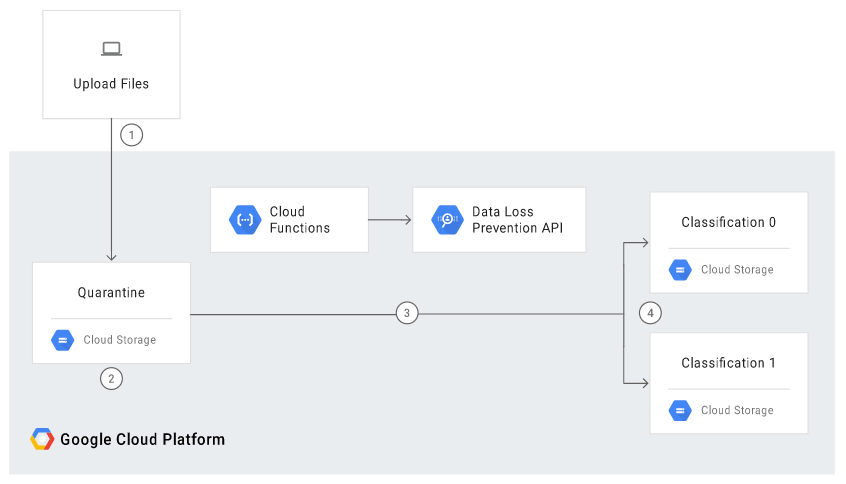 Upload Files
1
Cloud
Functions
Data Loss
Prevention API
Classification 0
Cloud Storage
Quarantine
Cloud Storage
2
3
4
Classification 1
Cloud Storage
Google Cloud Platform